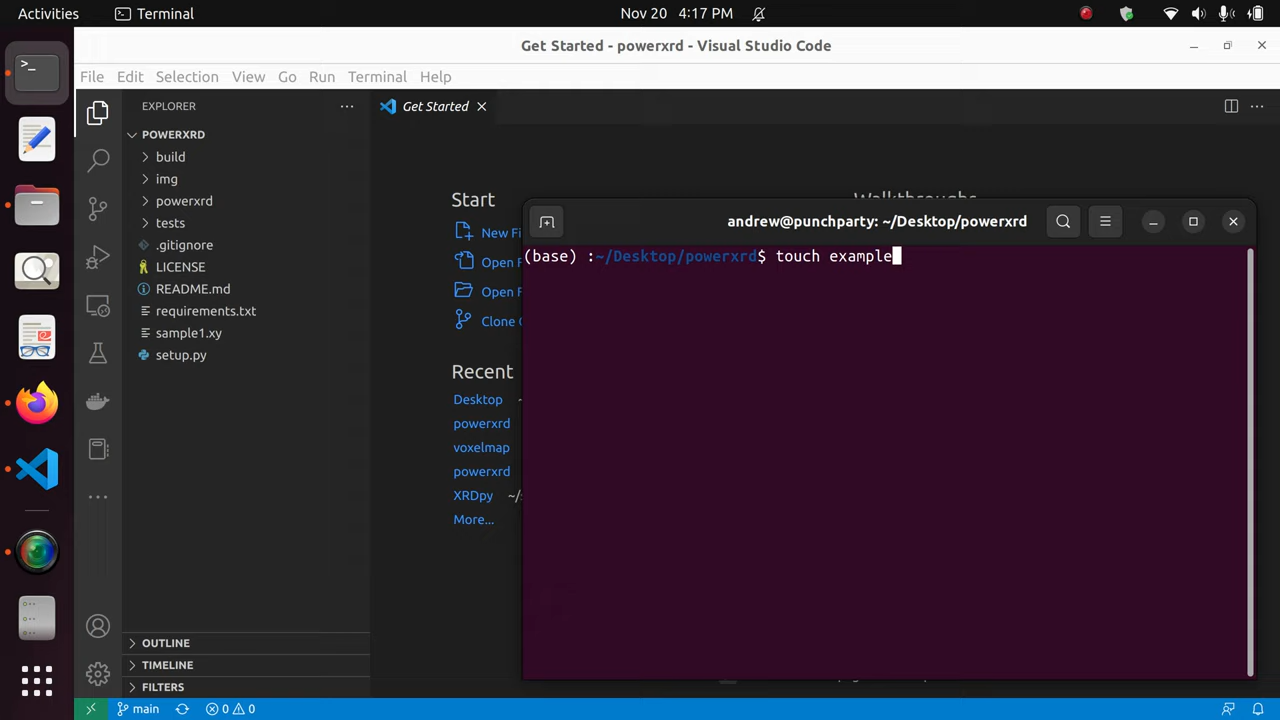 Activities
Terminal
Nov 20 4:17 PM
Get Started - powerxrd - Visual Studio Code
File Edit Selection View Go Run Terminal Help
EXPLORER
POWERXRD
build
img
powerxrd
tests
.gitignore
LICENSE
README.md
requirements.txt
sample1.xy
setup.py
OUTLINE
TIMELINE
FILTERS
Get Started
Start
Walkthroughs
New Fi
Open F
Open F
Clone
Recent
Desktop ~
powerxrd
voxelmap
powerxrd
XRDpy ~/
More...
andrew@punchparty: ~/Desktop/powerxrd
(base) :~/Desktop/powerxrd$ touch example
main
0 0